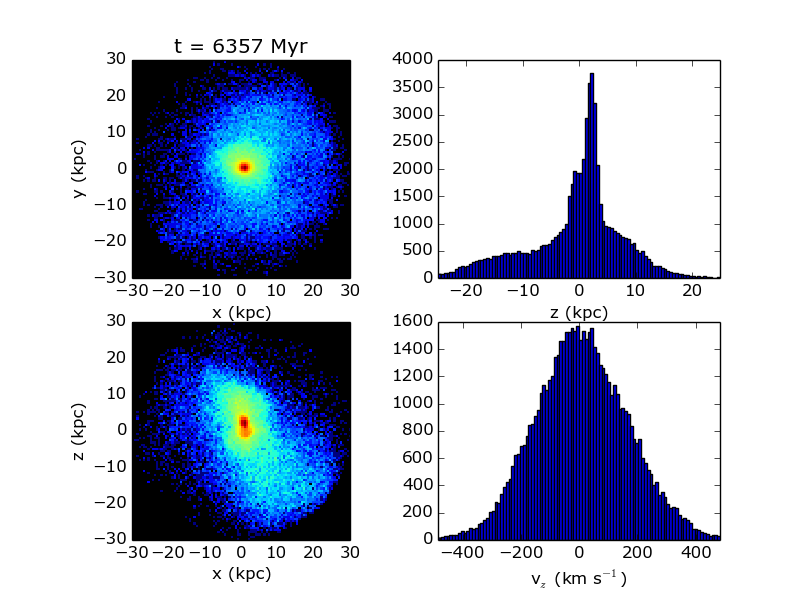 t = 6357 Myr
30
20
10
0
−10
−20
−30
y (kpc)
−30 −20 −10 0 10 20 30
x (kpc)
4000
3500
3000
2500
2000
1500
1000
500
0
−20 −10 0 10 20
z (kpc)
30
20
10
0
−10
−20
−30
z (kpc)
−30 −20 −10 0 10 20 30
x (kpc)
1600
1400
1200
1000
800
600
400
200
0
−400 −200 0 200 400
v_z (km s⁻¹)